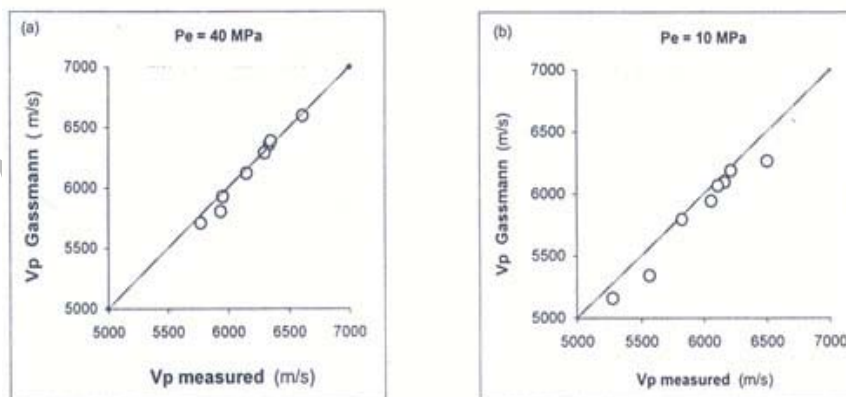 (a)
Pe = 40 MPa
7000
6500
6000
5500
5000
Vp Gassmann ( m/s)
5000 5500 6000 6500 7000
Vp measured (m/s)
(b)
Pe = 10 MPa
7000
6500
6000
5500
5000
Vp Gassmann (m/s)
5000 5500 6000 6500 7000
Vp measured (m/s)